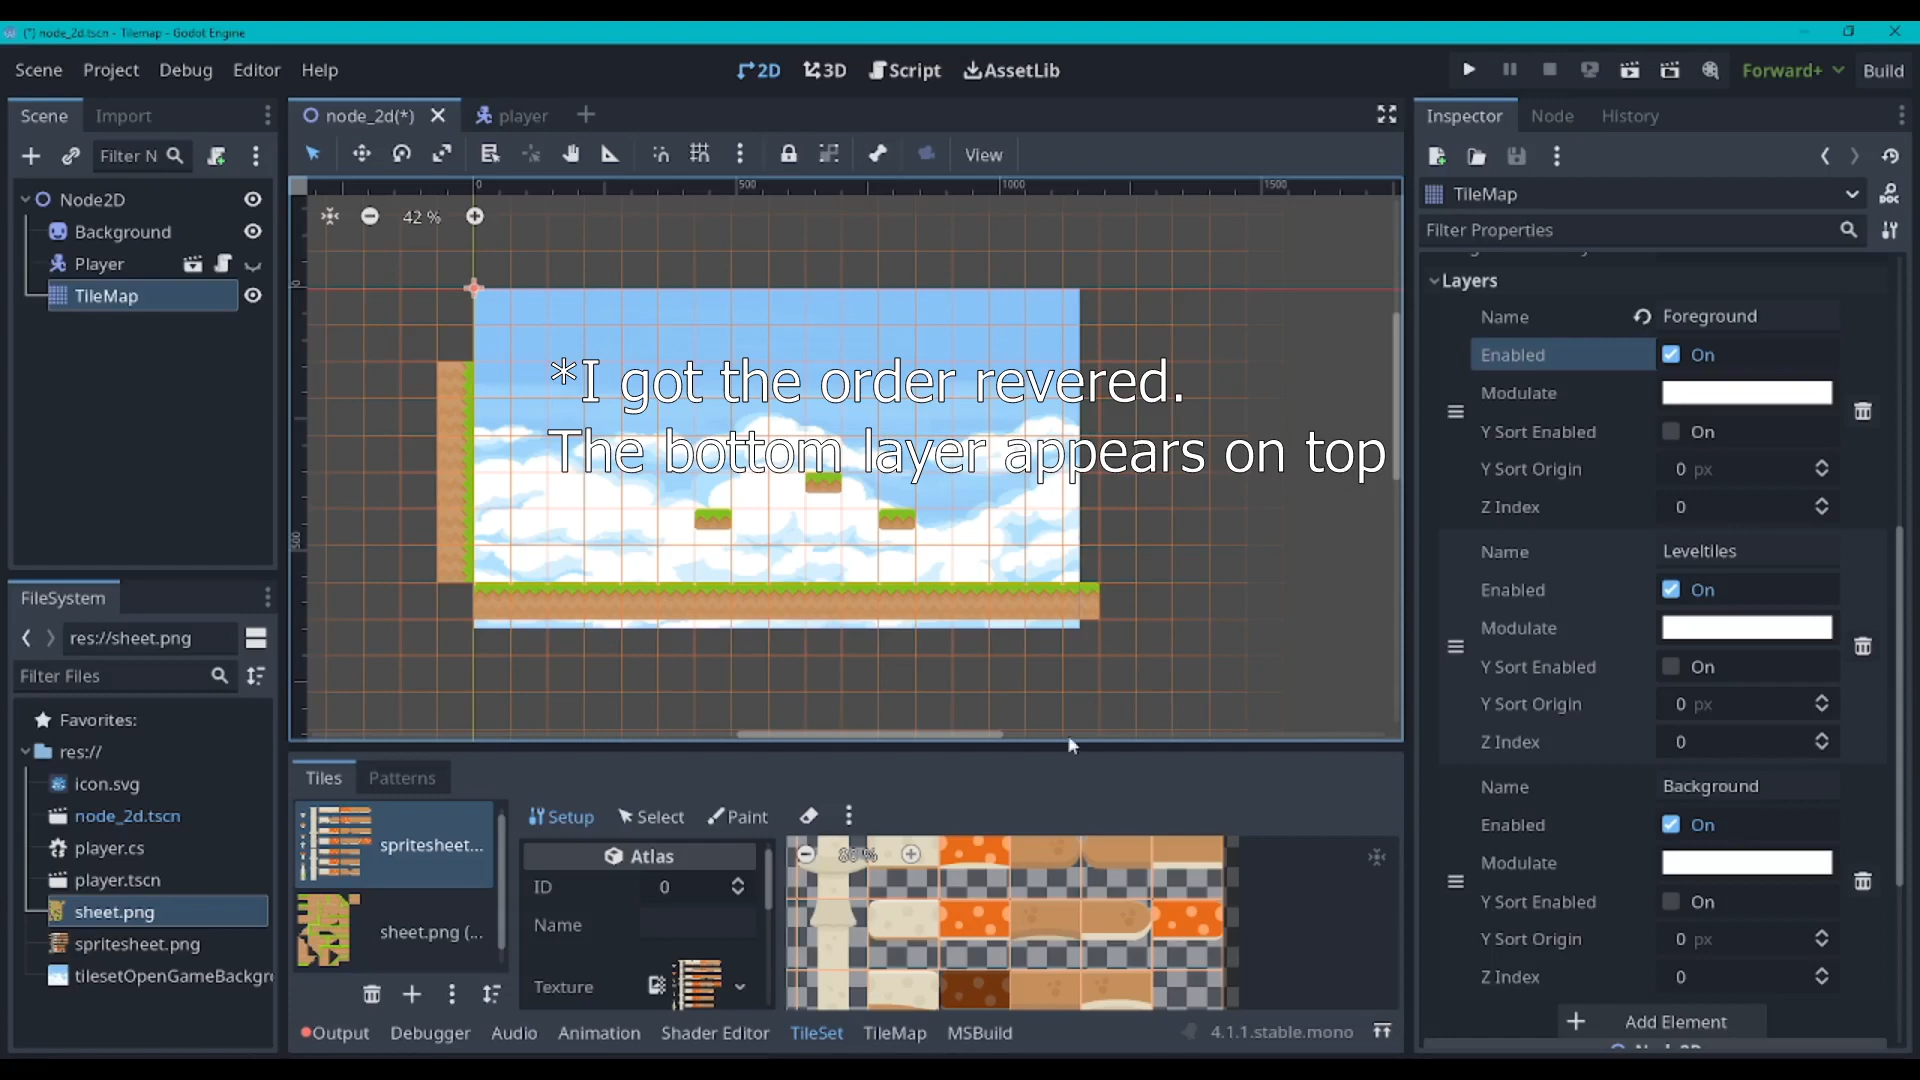 (*) node_2d.tscn - Tilemap - Godot Engine
Scene Project Debug Editor Help
2D 3D Script AssetLib
Forward+ Build
Scene Import
node_2d(*) player
Inspector Node History
Filter N
View
Node2D
Background
Player
TileMap
0 500 1000 1500
0
500
42 %
*I got the order revered.
The bottom layer appears on top
TileMap
Filter Properties
Layers
Name Foreground
Enabled On
Modulate
Y Sort Enabled On
Y Sort Origin 0 px
Z Index 0
Name Leveltiles
Enabled On
Modulate
Y Sort Enabled On
Y Sort Origin 0 px
Z Index 0
Name Background
Enabled On
Modulate
Y Sort Enabled On
Y Sort Origin 0 px
Z Index 0
Add Element
FileSystem
res://sheet.png
Filter Files
Favorites:
res://
icon.svg
node_2d.tscn
player.cs
player.tscn
sheet.png
spritesheet.png
tilesetOpenGameBackgr
Tiles Patterns
spritesheet...
sheet.png (...
Setup Select Paint
Atlas
ID 0
Name
Texture
Output Debugger Audio Animation Shader Editor TileSet TileMap MSBuild 4.1.1.stable.mono